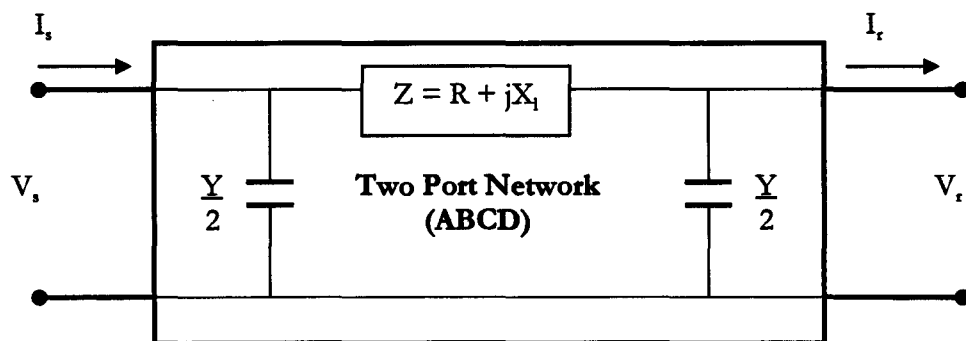 I_s
I_r
Z = R + jX_l
V_s
Y
2
Two Port Network
(ABCD)
Y
2
V_r